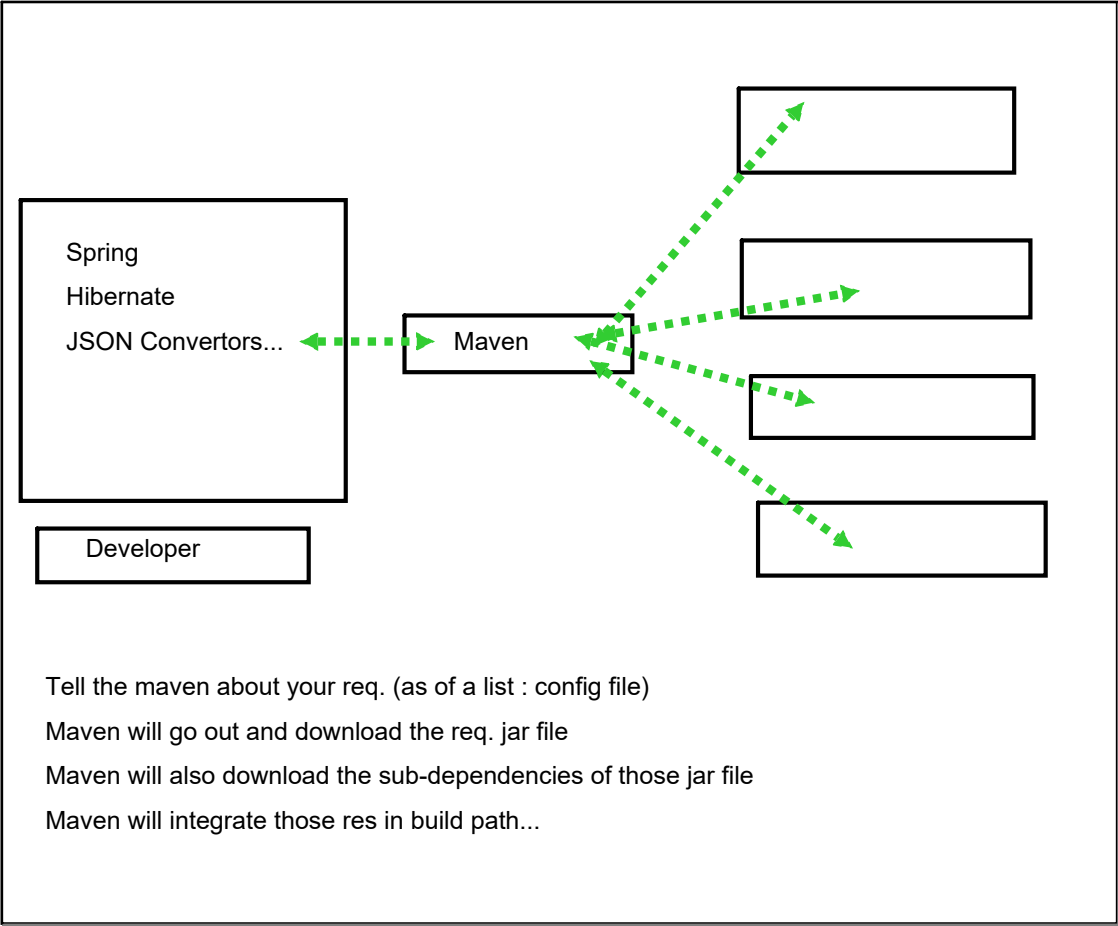 Spring
Hibernate
JSON Convertors...
Maven
Developer
Tell the maven about your req. (as of a list : config file)
Maven will go out and download the req. jar file
Maven will also download the sub-dependencies of those jar file
Maven will integrate those res in build path...